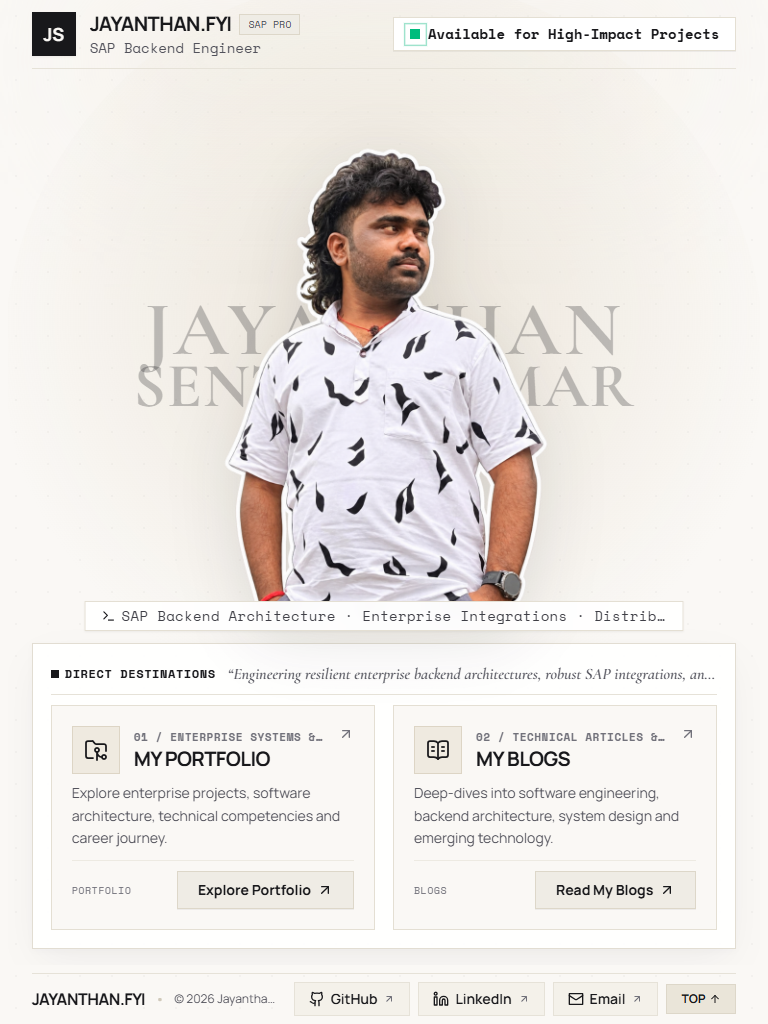 JS
JAYANTHAN.FYI
SAP PRO
SAP Backend Engineer
Available for High-Impact Projects
JAYANTHAN
SEN MAR
SAP Backend Architecture · Enterprise Integrations · Distrib…
DIRECT DESTINATIONS
“Engineering resilient enterprise backend architectures, robust SAP integrations, an…
01 / ENTERPRISE SYSTEMS &…
MY PORTFOLIO
Explore enterprise projects, software
architecture, technical competencies and
career journey.
PORTFOLIO
Explore Portfolio
02 / TECHNICAL ARTICLES &…
MY BLOGS
Deep-dives into software engineering,
backend architecture, system design and
emerging technology.
BLOGS
Read My Blogs
JAYANTHAN.FYI
© 2026 Jayantha…
GitHub
LinkedIn
Email
TOP ↑